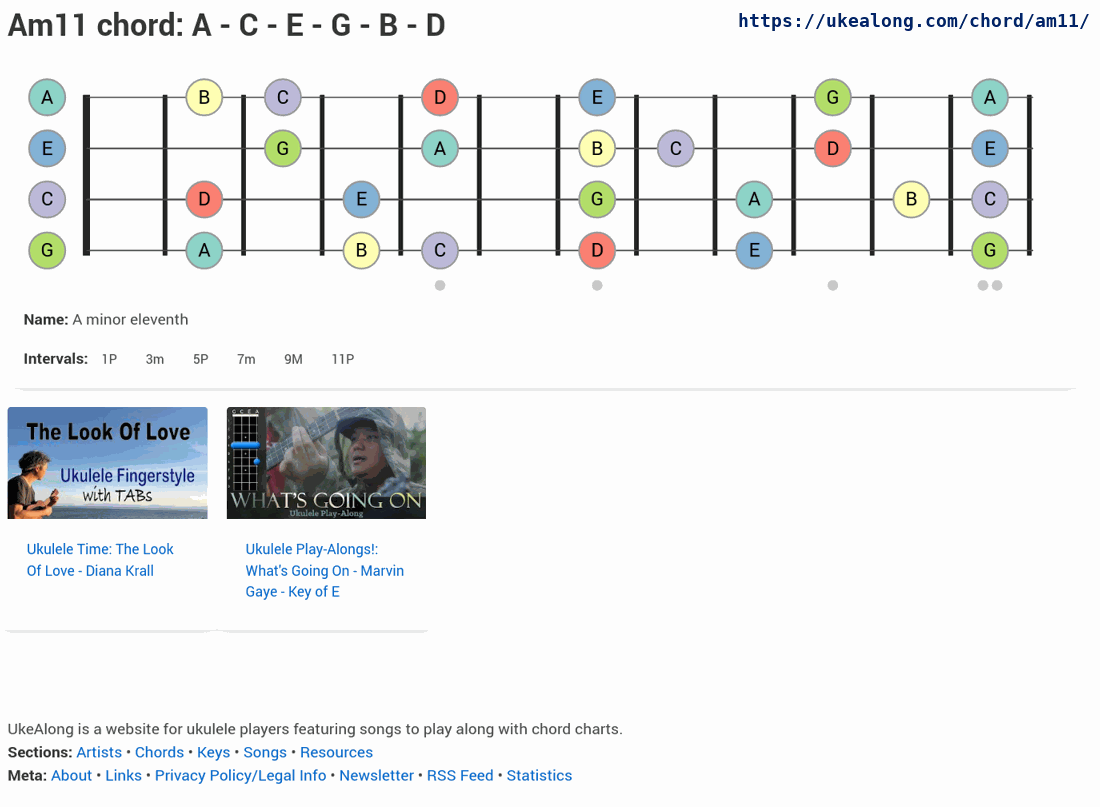 Am11 chord: A - C - E - G - B - D
https://ukealong.com/chord/am11/
A B C D E G A
E G A B C D E
C D E G A B C
G A B C D E G
Name: A minor eleventh
Intervals: 1P 3m 5P 7m 9M 11P
The Look Of Love
Ukulele Fingerstyle
with TABs
G C E A
WHAT'S GOING ON
Ukulele Play-Along
Ukulele Time: The Look
Of Love - Diana Krall
Ukulele Play-Alongs!:
What's Going On - Marvin
Gaye - Key of E
UkeAlong is a website for ukulele players featuring songs to play along with chord charts.
Sections: Artists • Chords • Keys • Songs • Resources
Meta: About • Links • Privacy Policy/Legal Info • Newsletter • RSS Feed • Statistics